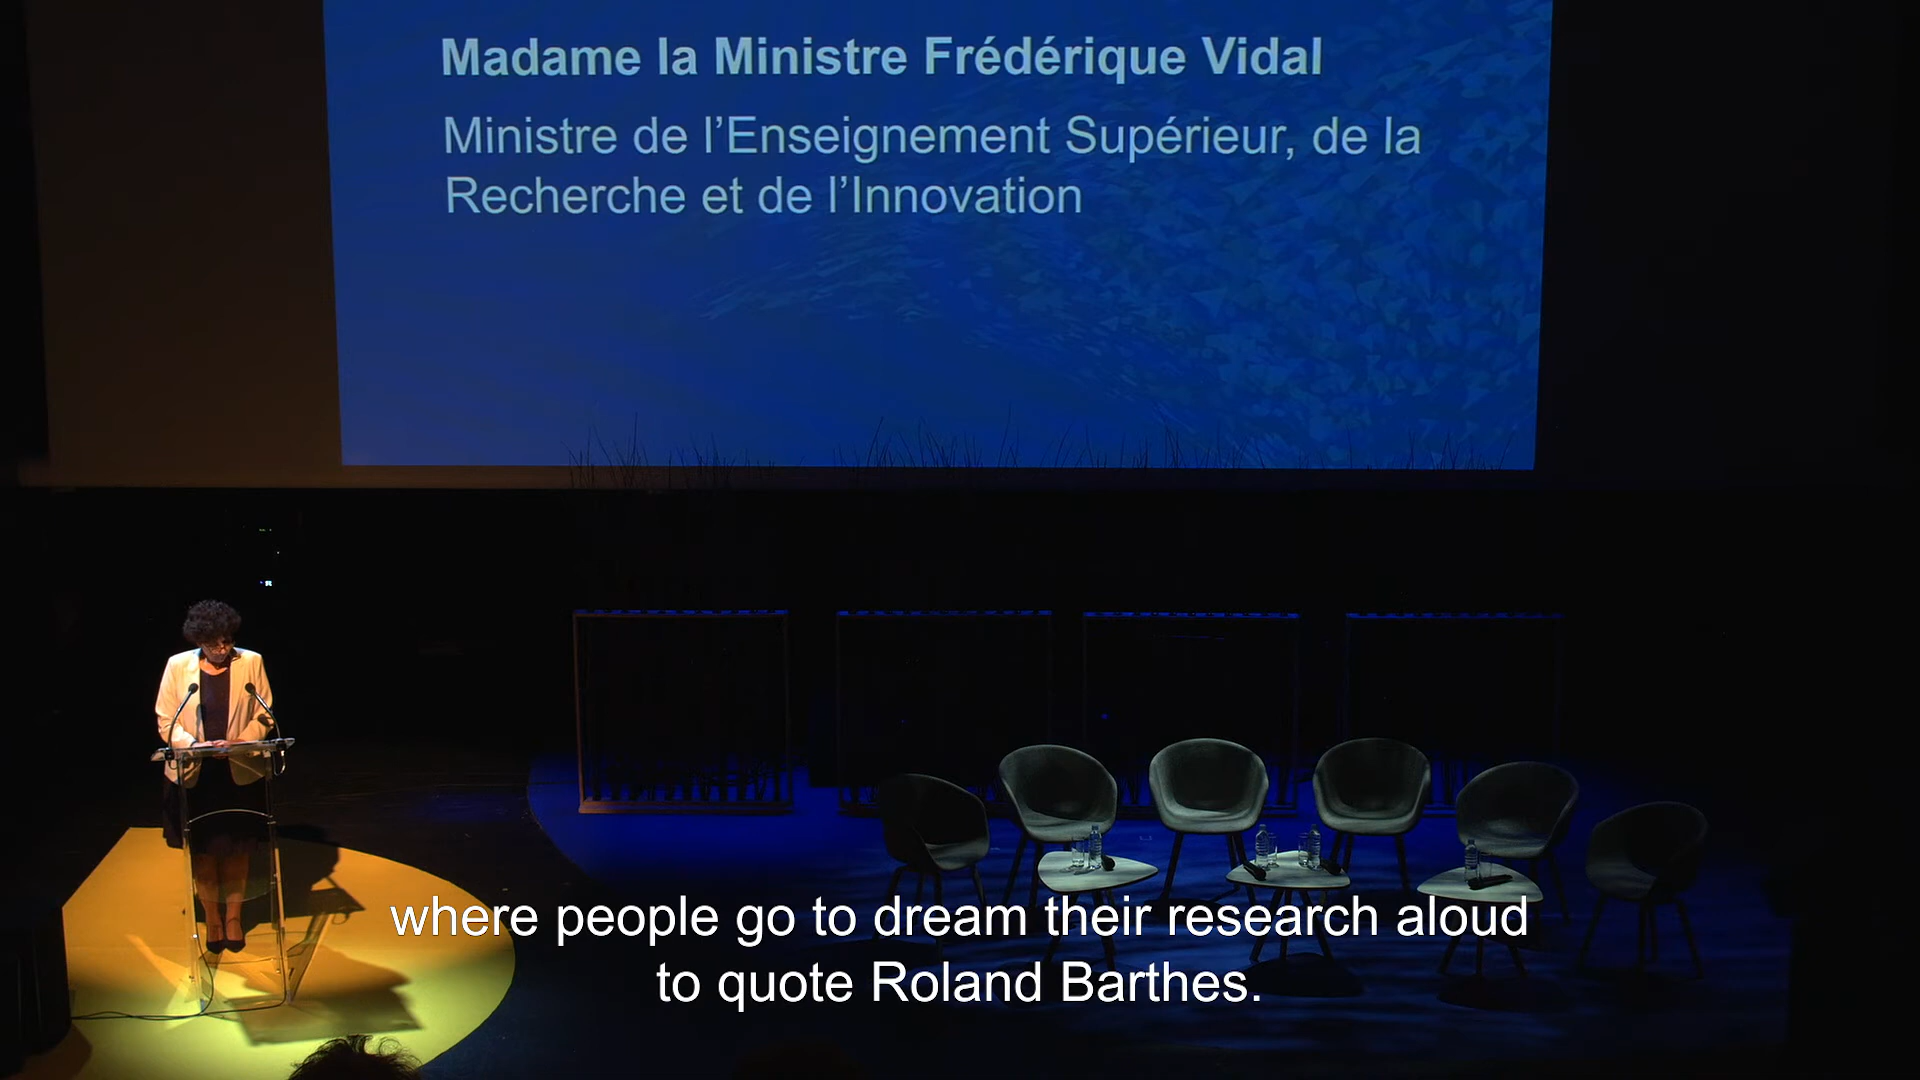 Madame la Ministre Frédérique Vidal
Ministre de l’Enseignement Supérieur, de la
Recherche et de l’Innovation
where people go to dream their research aloud
to quote Roland Barthes.